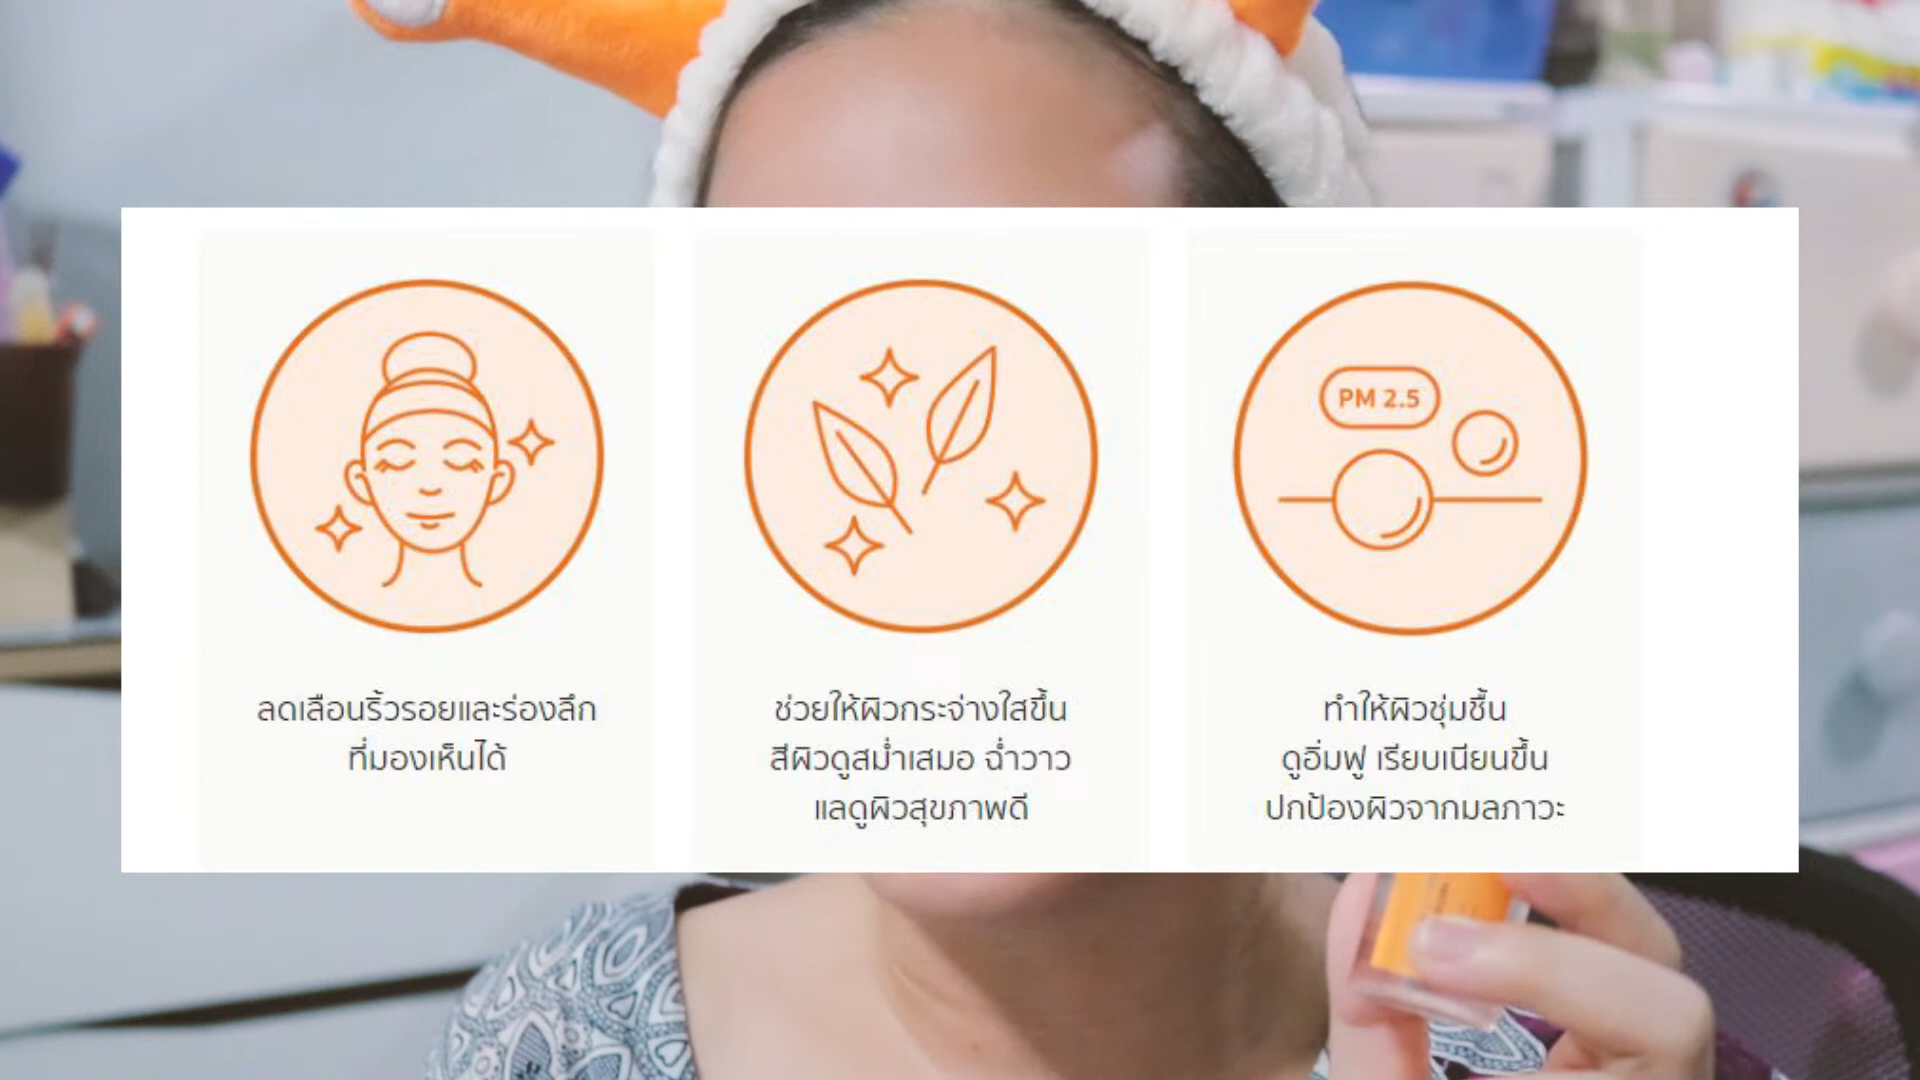 ลดเลือนริ้วรอยและร่องลึก
ที่มองเห็นได้
ช่วยให้ผิวกระจ่างใสขึ้น
สีผิวดูสม่ำเสมอ ฉ่ำวาว
แลดูผิวสุขภาพดี
PM 2.5
ทำให้ผิวชุ่มชื้น
ดูอิ่มฟู เรียบเนียนขึ้น
ปกป้องผิวจากมลภาวะ